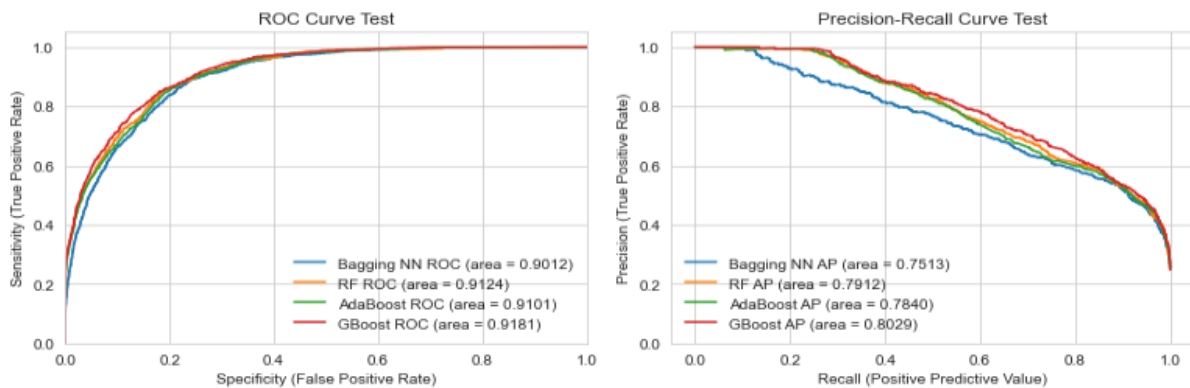 ROC Curve Test
1.0
0.8
0.6
0.4
0.2
0.0
Sensitivity (True Positive Rate)
Bagging NN ROC (area = 0.9012)
RF ROC (area = 0.9124)
AdaBoost ROC (area = 0.9101)
GBoost ROC (area = 0.9181)
0.0 0.2 0.4 0.6 0.8 1.0
Specificity (False Positive Rate)
Precision-Recall Curve Test
1.0
0.8
0.6
0.4
0.2
0.0
Precision (True Positive Rate)
Bagging NN AP (area = 0.7513)
RF AP (area = 0.7912)
AdaBoost AP (area = 0.7840)
GBoost AP (area = 0.8029)
0.0 0.2 0.4 0.6 0.8 1.0
Recall (Positive Predictive Value)